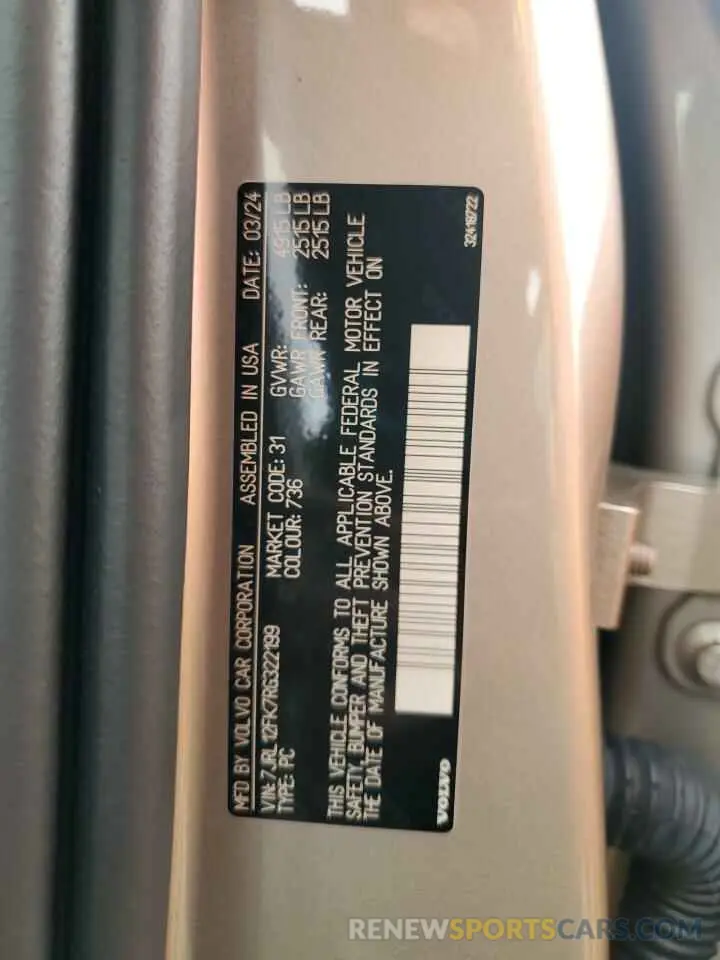 MFD BY VOLVO CAR CORPORATION ASSEMBLED IN USA DATE: 03/24
VIN: 7JRL12FK7RG322199 MARKET CODE: 31 GVWR: 4915 LB
TYPE: PC COLOUR: 736 GAWR FRONT: 2515 LB
GAWR REAR: 2515 LB
THIS VEHICLE CONFORMS TO ALL APPLICABLE FEDERAL MOTOR VEHICLE
SAFETY, BUMPER AND THEFT PREVENTION STANDARDS IN EFFECT ON
THE DATE OF MANUFACTURE SHOWN ABOVE.
VOLVO 32418722
RENEWSPORTSCARS.COM